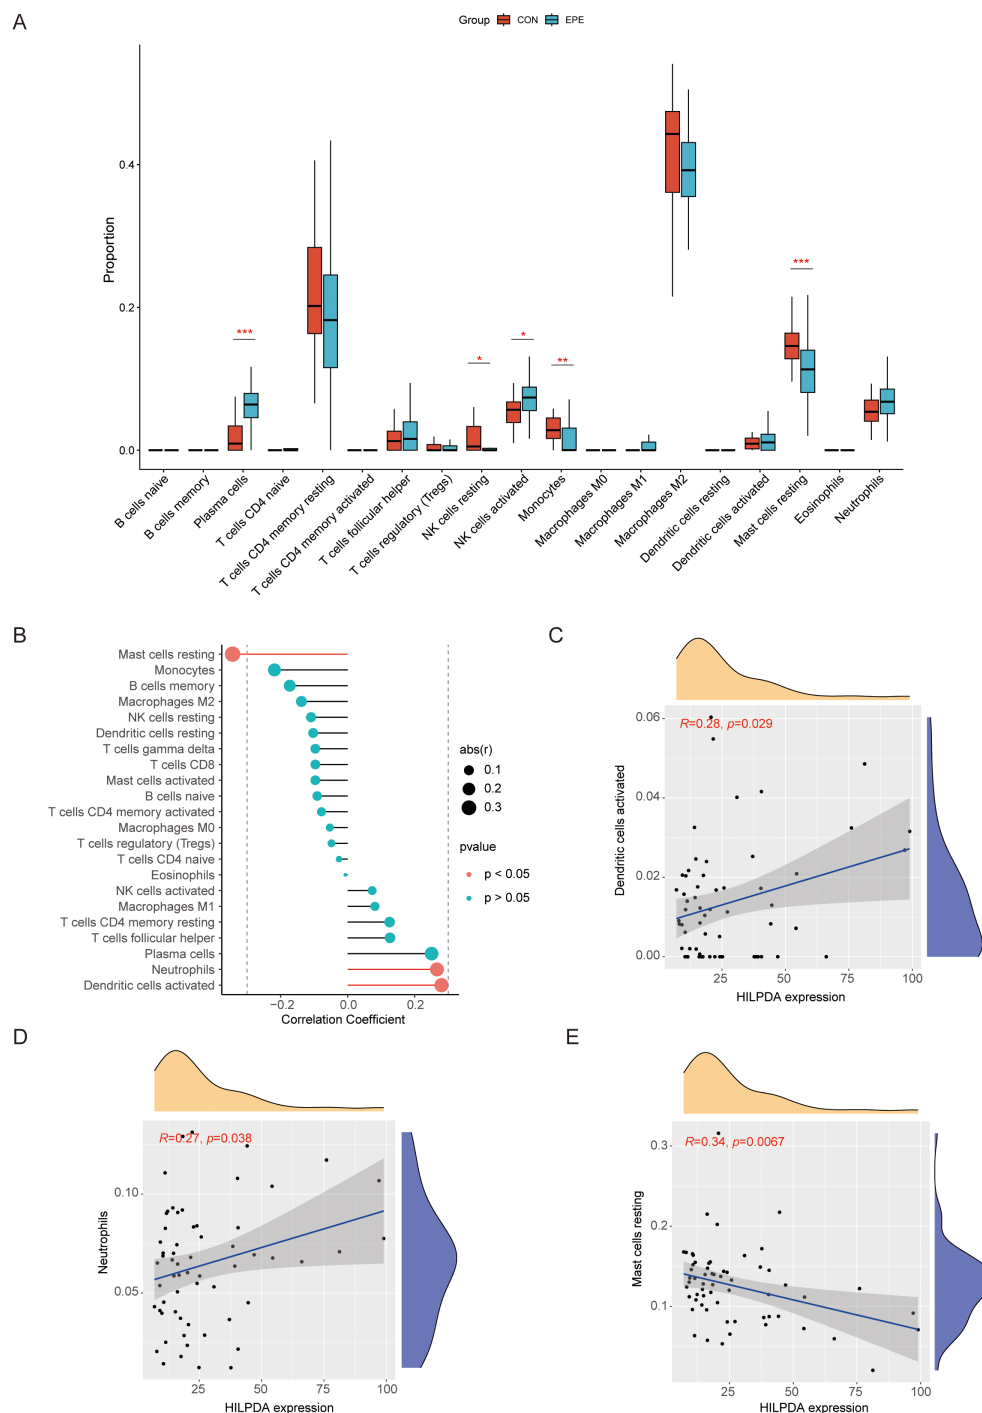 A
Group CON EPE
Proportion
0.4
0.2
0.0
***
*
*
**
***
B cells naive
B cells memory
Plasma cells
T cells CD4 naive
T cells CD4 memory resting
T cells CD4 memory activated
T cells follicular helper
T cells regulatory (Tregs)
NK cells resting
NK cells activated
Monocytes
Macrophages M0
Macrophages M1
Macrophages M2
Dendritic cells resting
Dendritic cells activated
Mast cells resting
Eosinophils
Neutrophils
B
Mast cells resting
Monocytes
B cells memory
Macrophages M2
NK cells resting
Dendritic cells resting
T cells gamma delta
T cells CD8
Mast cells activated
B cells naive
T cells CD4 memory activated
Macrophages M0
T cells regulatory (Tregs)
T cells CD4 naive
Eosinophils
NK cells activated
Macrophages M1
T cells CD4 memory resting
T cells follicular helper
Plasma cells
Neutrophils
Dendritic cells activated
−0.2 0.0 0.2
Correlation Coefficient
abs(r)
0.1
0.2
0.3
pvalue
p < 0.05
p > 0.05
C
R=0.28, p=0.029
Dendritic cells activated
0.06
0.04
0.02
0.00
25 50 75 100
HILPDA expression
D
R=0.27, p=0.038
Neutrophils
0.10
0.05
25 50 75 100
HILPDA expression
E
R=0.34, p=0.0067
Mast cells resting
0.3
0.2
0.1
25 50 75 100
HILPDA expression